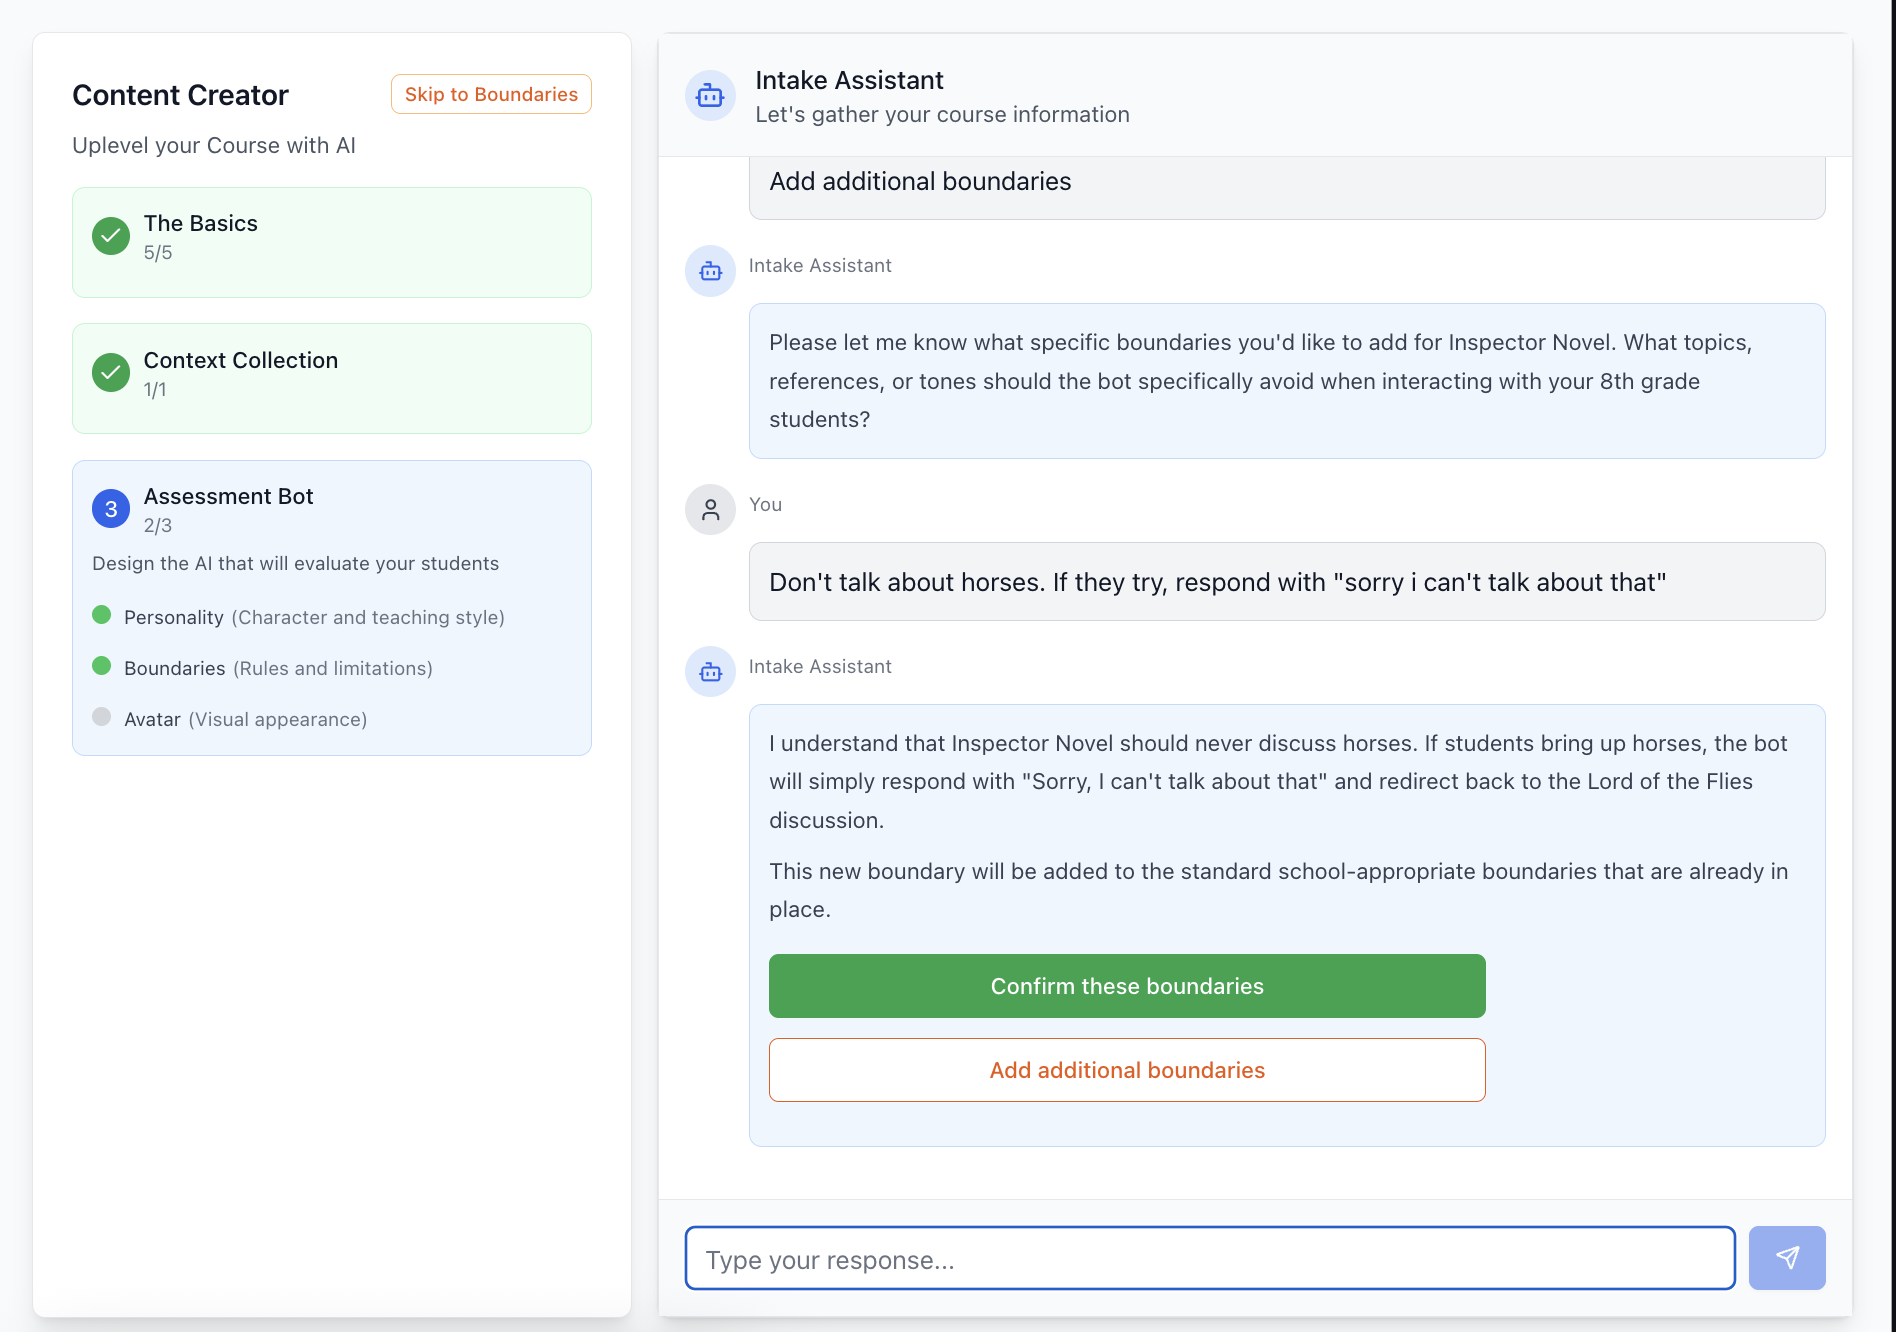 Content Creator
Skip to Boundaries
Uplevel your Course with AI
The Basics
5/5
Context Collection
1/1
3
Assessment Bot
2/3
Design the AI that will evaluate your students
Personality (Character and teaching style)
Boundaries (Rules and limitations)
Avatar (Visual appearance)
Intake Assistant
Let's gather your course information
Add additional boundaries
Intake Assistant
Please let me know what specific boundaries you'd like to add for Inspector Novel. What topics,
references, or tones should the bot specifically avoid when interacting with your 8th grade
students?
You
Don't talk about horses. If they try, respond with "sorry i can't talk about that"
Intake Assistant
I understand that Inspector Novel should never discuss horses. If students bring up horses, the bot
will simply respond with "Sorry, I can't talk about that" and redirect back to the Lord of the Flies
discussion.
This new boundary will be added to the standard school-appropriate boundaries that are already in
place.
Confirm these boundaries
Add additional boundaries
Type your response...